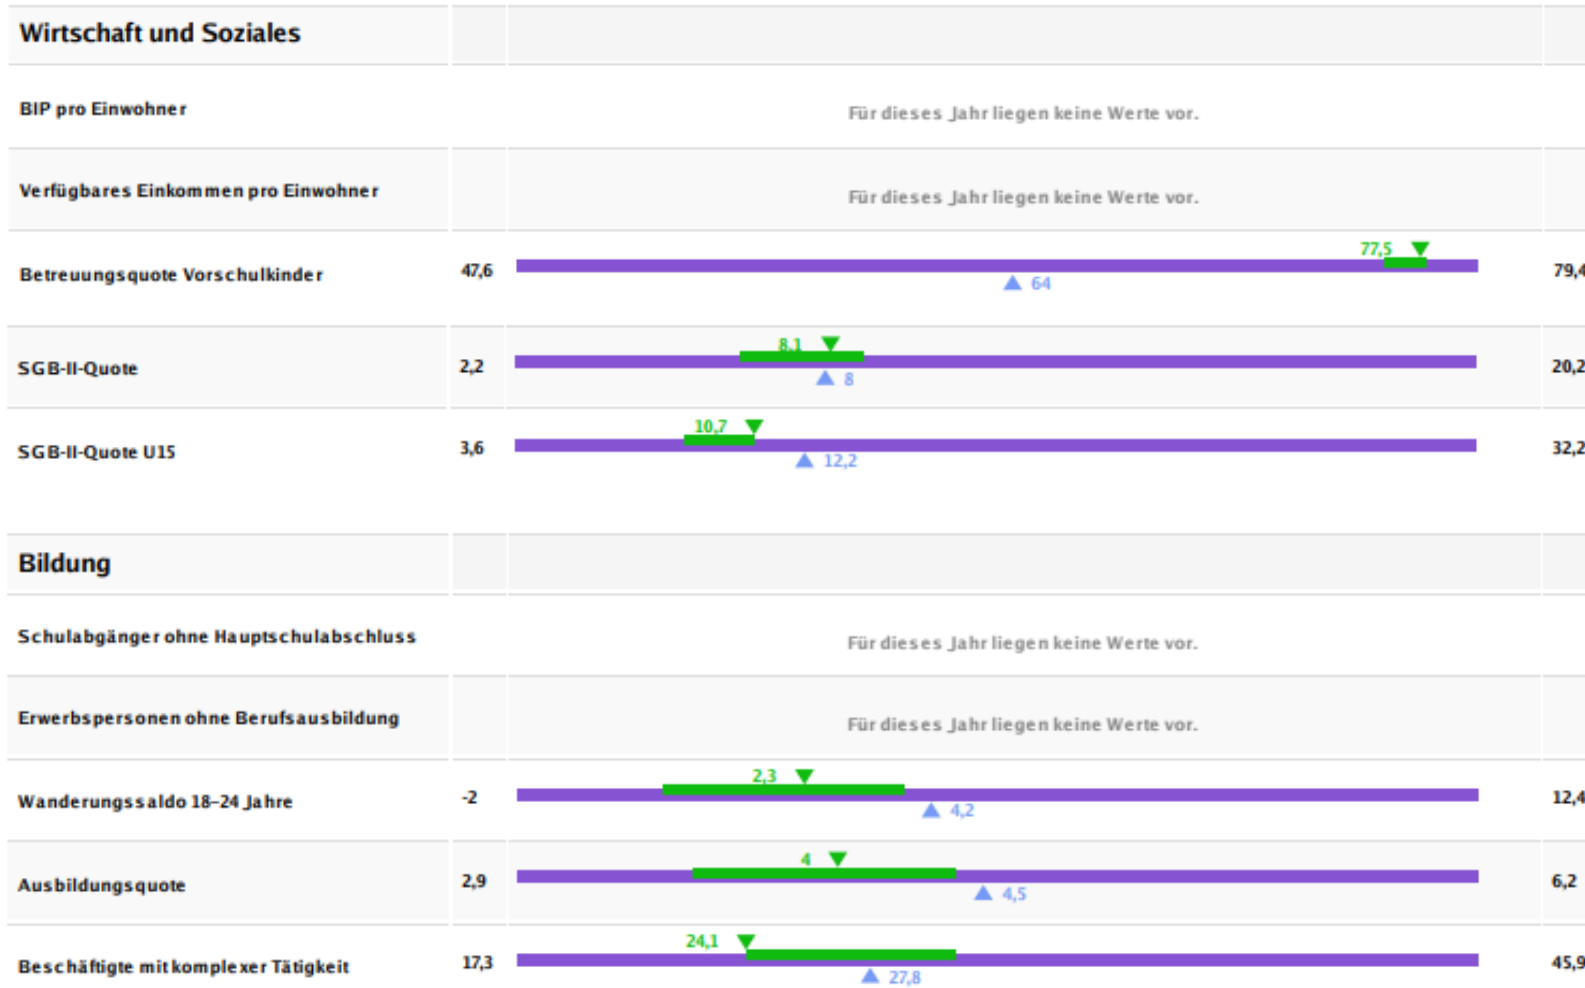 Wirtschaft und Soziales
BIP pro Einwohner
Für dieses Jahr liegen keine Werte vor.
Verfügbares Einkommen pro Einwohner
Für dieses Jahr liegen keine Werte vor.
77,5
Betreuungsquote Vorschulkinder 47,6 79,4
64
8,1
SGB-II-Quote 2,2 20,2
8
10,7
SGB-II-Quote U15 3,6 32,2
12,2
Bildung
Schulabgänger ohne Hauptschulabschluss
Für dieses Jahr liegen keine Werte vor.
Erwerbspersonen ohne Berufsausbildung
Für dieses Jahr liegen keine Werte vor.
2,3
Wanderungssaldo 18–24 Jahre -2 12,4
4,2
4
Ausbildungsquote 2,9 6,2
4,5
24,1
Beschäftigte mit komplexer Tätigkeit 17,3 45,9
27,8